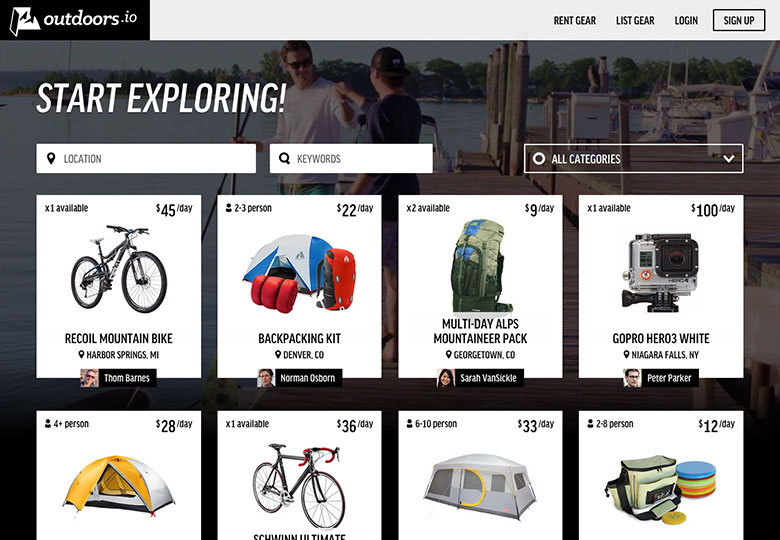 outdoors.io
RENT GEAR
LIST GEAR
LOGIN
SIGN UP
START EXPLORING!
LOCATION
KEYWORDS
ALL CATEGORIES
x1 available
$45/day
RECOIL MOUNTAIN BIKE
HARBOR SPRINGS, MI
Thom Barnes
2-3 person
$22/day
BACKPACKING KIT
DENVER, CO
Norman Osborn
x2 available
$9/day
MULTI-DAY ALPS
MOUNTAINEER PACK
GEORGETOWN, CO
Sarah VanSickle
x1 available
$100/day
HERO
GOPRO HERO3 WHITE
NIAGARA FALLS, NY
Peter Parker
4+ person
$28/day
x1 available
$36/day
SCHWINN ULTIMATE
6-10 person
$33/day
2-8 person
$12/day